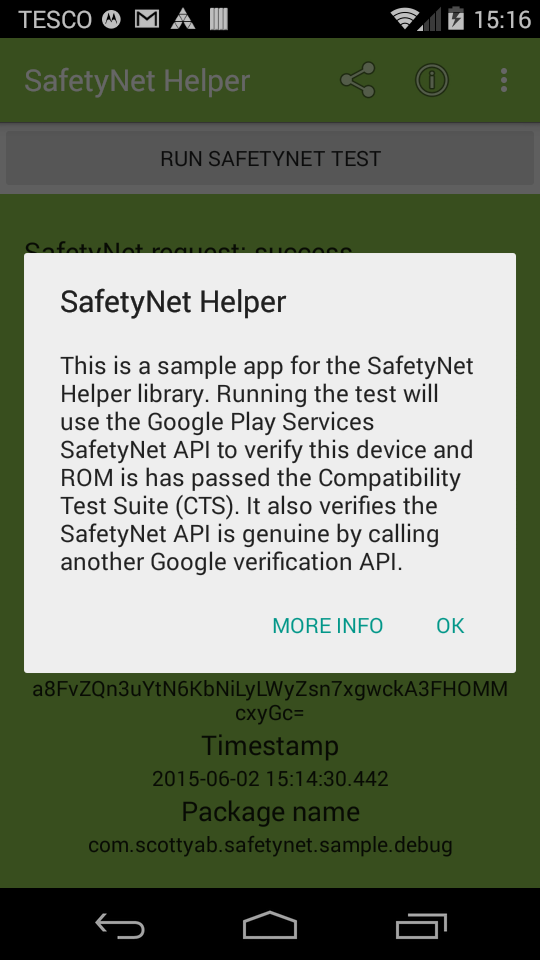 TESCO 15:16
SafetyNet Helper
RUN SAFETYNET TEST
SafetyNet request: success
SafetyNet Helper
This is a sample app for the SafetyNet
Helper library. Running the test will
use the Google Play Services
SafetyNet API to verify this device and
ROM is has passed the Compatibility
Test Suite (CTS). It also verifies the
SafetyNet API is genuine by calling
another Google verification API.
MORE INFO OK
a8FvZQn3uYtN6KbNiLyLWyZsn7xgwckA3FHOMM
cxyGc=
Timestamp
2015-06-02 15:14:30.442
Package name
com.scottyab.safetynet.sample.debug